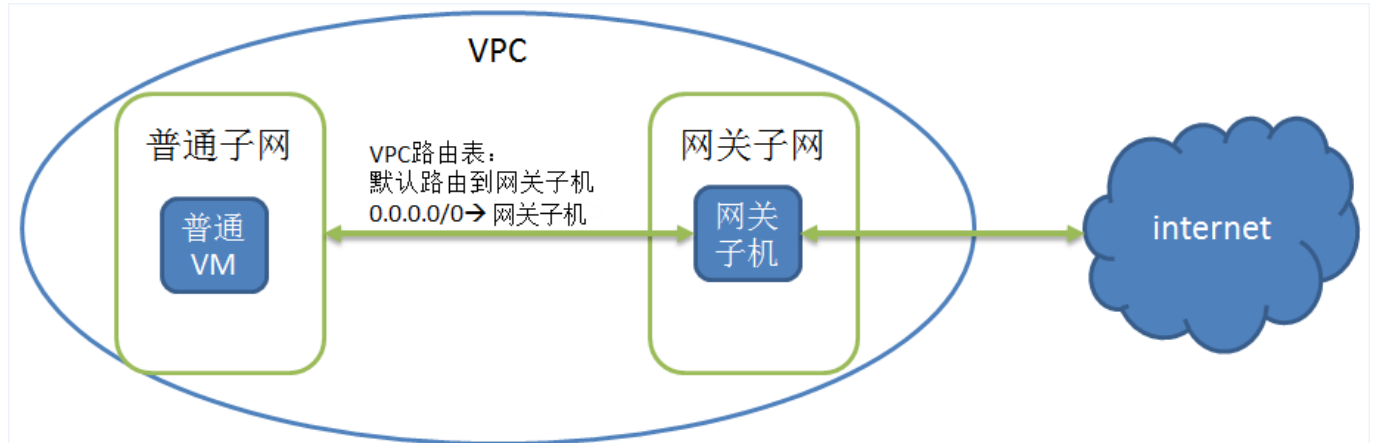 VPC
普通子网
VPC路由表：
默认路由到网关子机
0.0.0.0/0→ 网关子机
普通
VM
网关子网
网关
子机
internet